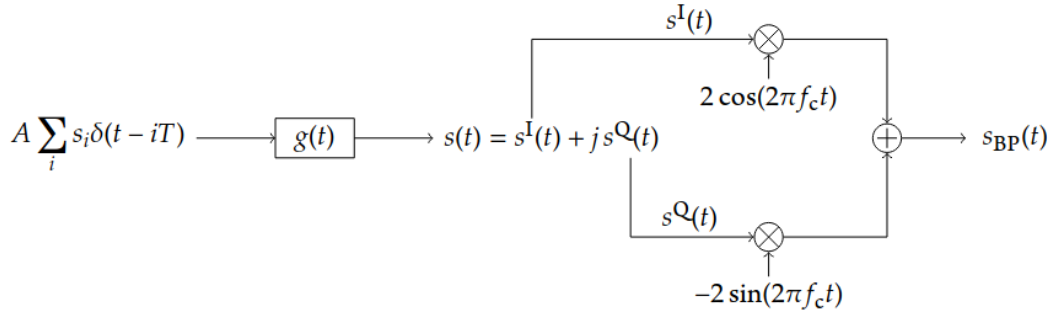 s^I(t)
2 cos(2πf_c t)
A ∑_i s_i δ(t − iT)
g(t)
s(t) = s^I(t) + j s^Q(t)
s_BP(t)
s^Q(t)
−2 sin(2πf_c t)